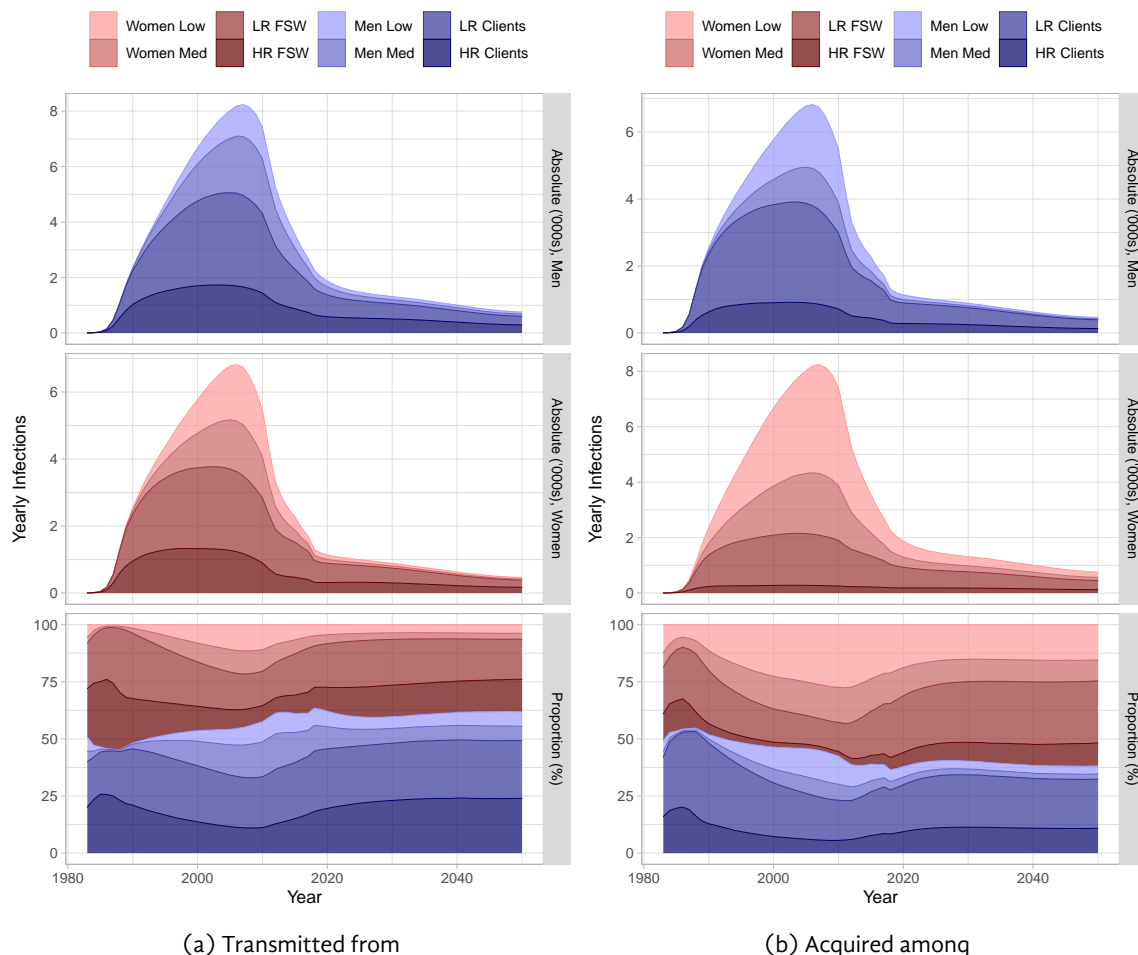 Women Low LR FSW Men Low LR Clients
Women Med HR FSW Men Med HR Clients
Yearly Infections
8
6
4
2
0
Absolute ('000s), Men
6
4
2
0
Absolute ('000s), Women
100
75
50
25
0
Proportion (%)
1980 2000 2020 2040
Year
(a) Transmitted from
Women Low LR FSW Men Low LR Clients
Women Med HR FSW Men Med HR Clients
Yearly Infections
6
4
2
0
Absolute ('000s), Men
8
6
4
2
0
Absolute ('000s), Women
100
75
50
25
0
Proportion (%)
1980 2000 2020 2040
Year
(b) Acquired among